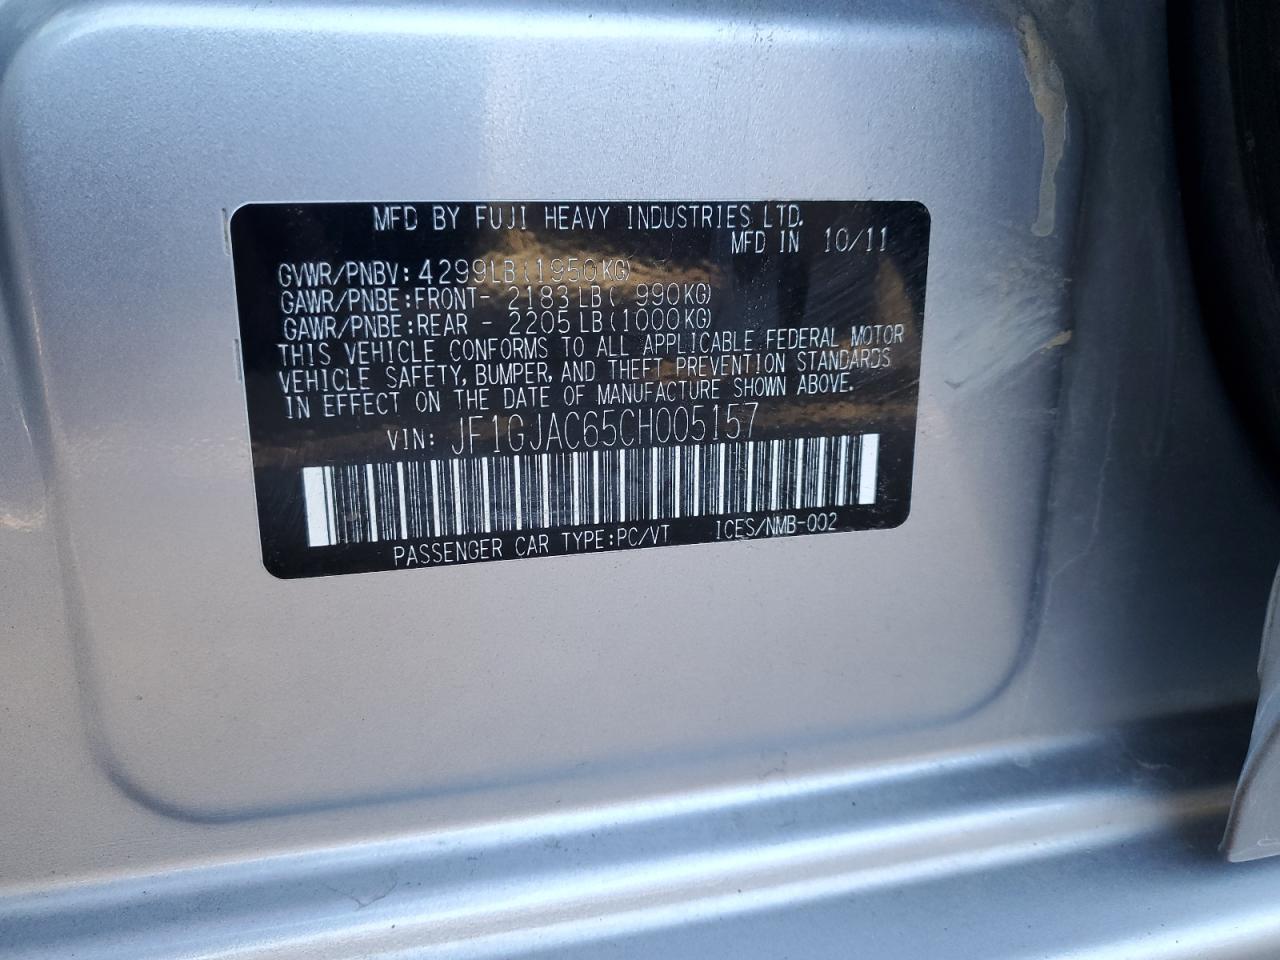 MFD BY FUJI HEAVY INDUSTRIES LTD.
MFD IN 10/11
GVWR/PNBV:4299LB(1950KG)
GAWR/PNBE:FRONT- 2183LB( 990KG)
GAWR/PNBE:REAR - 2205LB(1000KG)
THIS VEHICLE CONFORMS TO ALL APPLICABLE FEDERAL MOTOR
VEHICLE SAFETY, BUMPER, AND THEFT PREVENTION STANDARDS
IN EFFECT ON THE DATE OF MANUFACTURE SHOWN ABOVE.
VIN: JF1GJAC65CH005157
PASSENGER CAR TYPE:PC/VT ICES/NMB-002